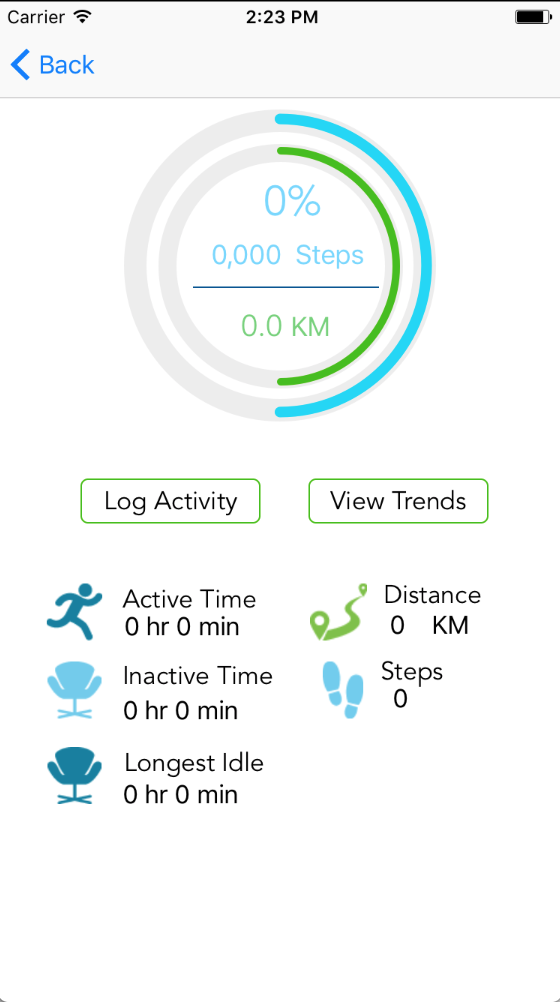 Carrier 2:23 PM
Back
0%
0,000 Steps
0.0 KM
Log Activity
View Trends
Active Time
0 hr 0 min
Distance
0 KM
Inactive Time
0 hr 0 min
Steps
0
Longest Idle
0 hr 0 min